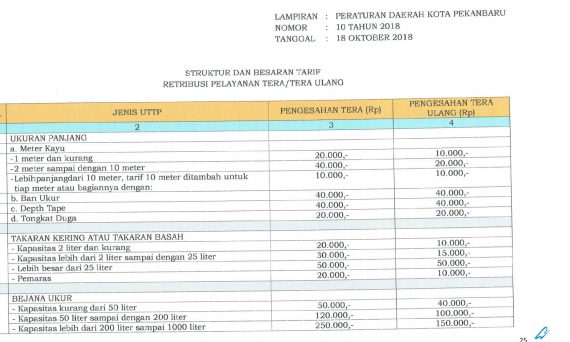 LAMPIRAN : PERATURAN DAERAH KOTA PEKANBARU
NOMOR : 10 TAHUN 2018
TANGGAL : 18 OKTOBER 2018
STRUKTUR DAN BESARAN TARIF
RETRIBUSI PELAYANAN TERA/TERA ULANG
JENIS UTTP PENGESAHAN TERA (Rp) PENGESAHAN TERA
ULANG (Rp)
2 3 4
UKURAN PANJANG
a. Meter Kayu
-1 meter dan kurang 20.000,- 10.000,-
-2 meter sampai dengan 10 meter 40.000,- 20.000,-
-Lebihpanjangdari 10 meter, tarif 10 meter ditambah untuk 10.000,- 10.000,-
tiap meter atau bagiannya dengan:
b. Ban Ukur 40.000,- 40.000,-
c. Depth Tape 40.000,- 40.000,-
d. Tongkat Duga 20.000,- 20.000,-
TAKARAN KERING ATAU TAKARAN BASAH
- Kapasitas 2 liter dan kurang 20.000,- 10.000,-
- Kapasitas lebih dari 2 liter sampai dengan 25 liter 30.000,- 15.000,-
- Lebih besar dari 25 liter 50.000,- 50.000,-
- Pemaras 20.000,- 10.000,-
BEJANA UKUR
- Kapasitas kurang dari 50 liter 50.000,- 40.000,-
- Kapasitas 50 liter sampai dengan 200 liter 120.000,- 100.000,-
- Kapasitas lebih dari 200 liter sampai 1000 liter 250.000,- 150.000,-
25